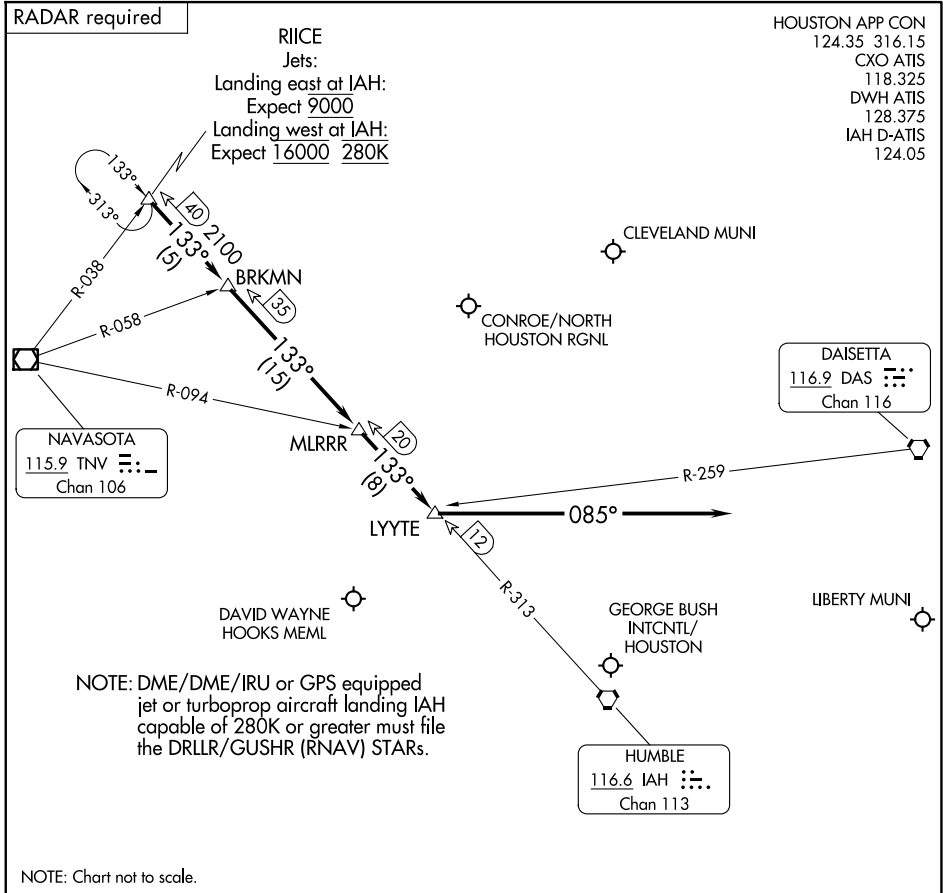 RADAR required
HOUSTON APP CON
124.35 316.15
CXO ATIS
118.325
DWH ATIS
128.375
IAH D-ATIS
124.05
RIICE
Jets:
Landing east at IAH:
Expect 9000
Landing west at IAH:
Expect 16000 280K
133°
313°
40
2100
133°
(5)
R-038
BRKMN
35
R-058
CLEVELAND MUNI
CONROE/NORTH
HOUSTON RGNL
133°
(15)
R-094
DAISETTA
116.9 DAS
Chan 116
NAVASOTA
115.9 TNV
Chan 106
MLRRR
20
133°
(8)
R-259
LYYTE
085°
12
R-313
DAVID WAYNE
HOOKS MEML
GEORGE BUSH
INTCNTL/
HOUSTON
LIBERTY MUNI
NOTE: DME/DME/IRU or GPS equipped
jet or turboprop aircraft landing IAH
capable of 280K or greater must file
the DRLLR/GUSHR (RNAV) STARs.
HUMBLE
116.6 IAH
Chan 113
NOTE: Chart not to scale.